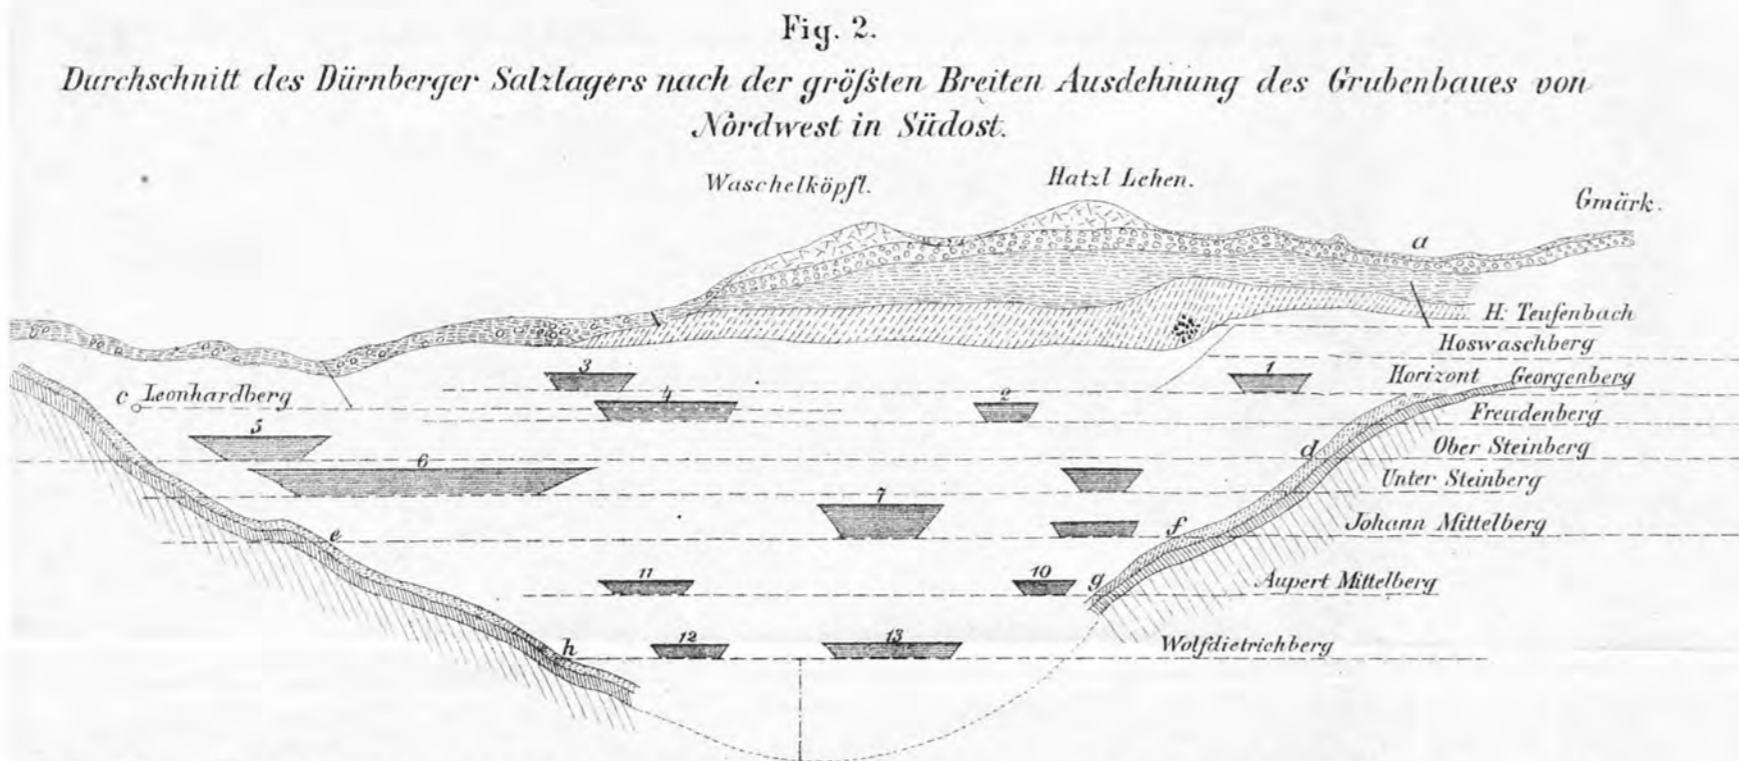 Fig. 2.
Durchschnitt des Dürnberger Salzlagers nach der größten Breiten Ausdehnung des Grubenbaues von
Nordwest in Südost.
Waschelköpfl.
Hatzl Lehen.
Gmärk.
a
H: Teufenbach
Hoswaschberg
3
1
Horizont Georgenberg
c Leonhardberg
4
2
Freudenberg
5
d
Ober Steinberg
6
Unter Steinberg
7
e
f
Johann Mittelberg
11
10
g
Rupert Mittelberg
h
12
13
Wolfdietrichberg